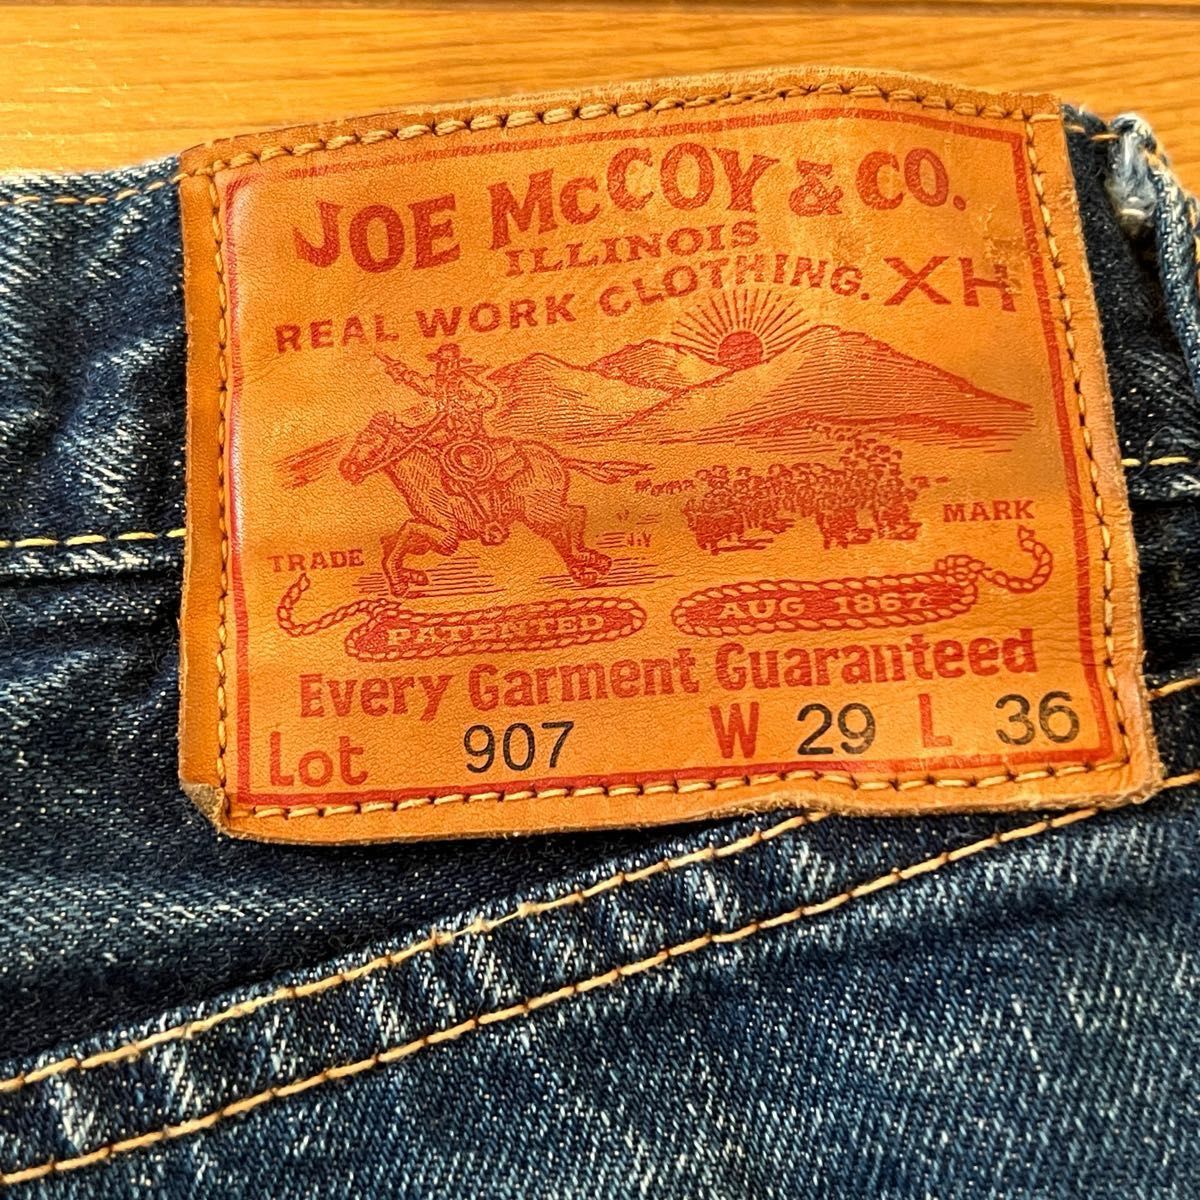 JOE McCOY & CO.
ILLINOIS
REAL WORK CLOTHING. XH
TRADE MARK
J.Y
PATENTED AUG 1867
Every Garment Guaranteed
Lot 907 W 29 L 36